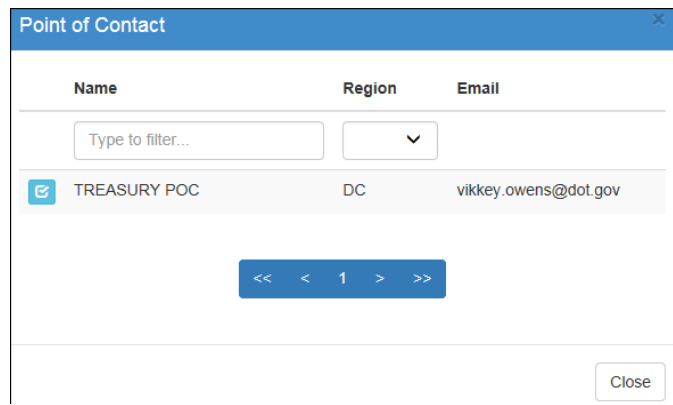 Point of Contact ×
Name Region Email
Type to filter...
TREASURY POC DC vikkey.owens@dot.gov
<< < 1 > >>
Close